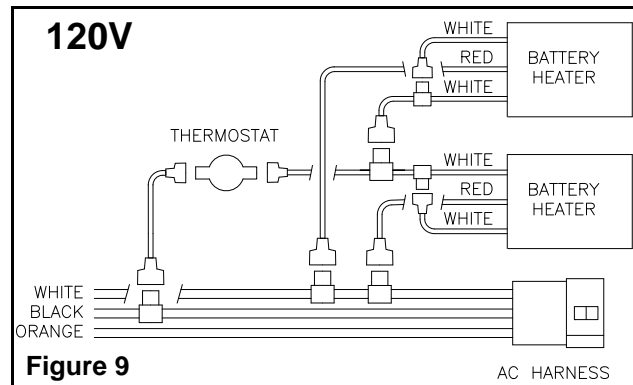 120V
WHITE
RED
WHITE
BATTERY
HEATER
THERMOSTAT
WHITE
RED
WHITE
BATTERY
HEATER
WHITE
BLACK
ORANGE
Figure 9
AC HARNESS